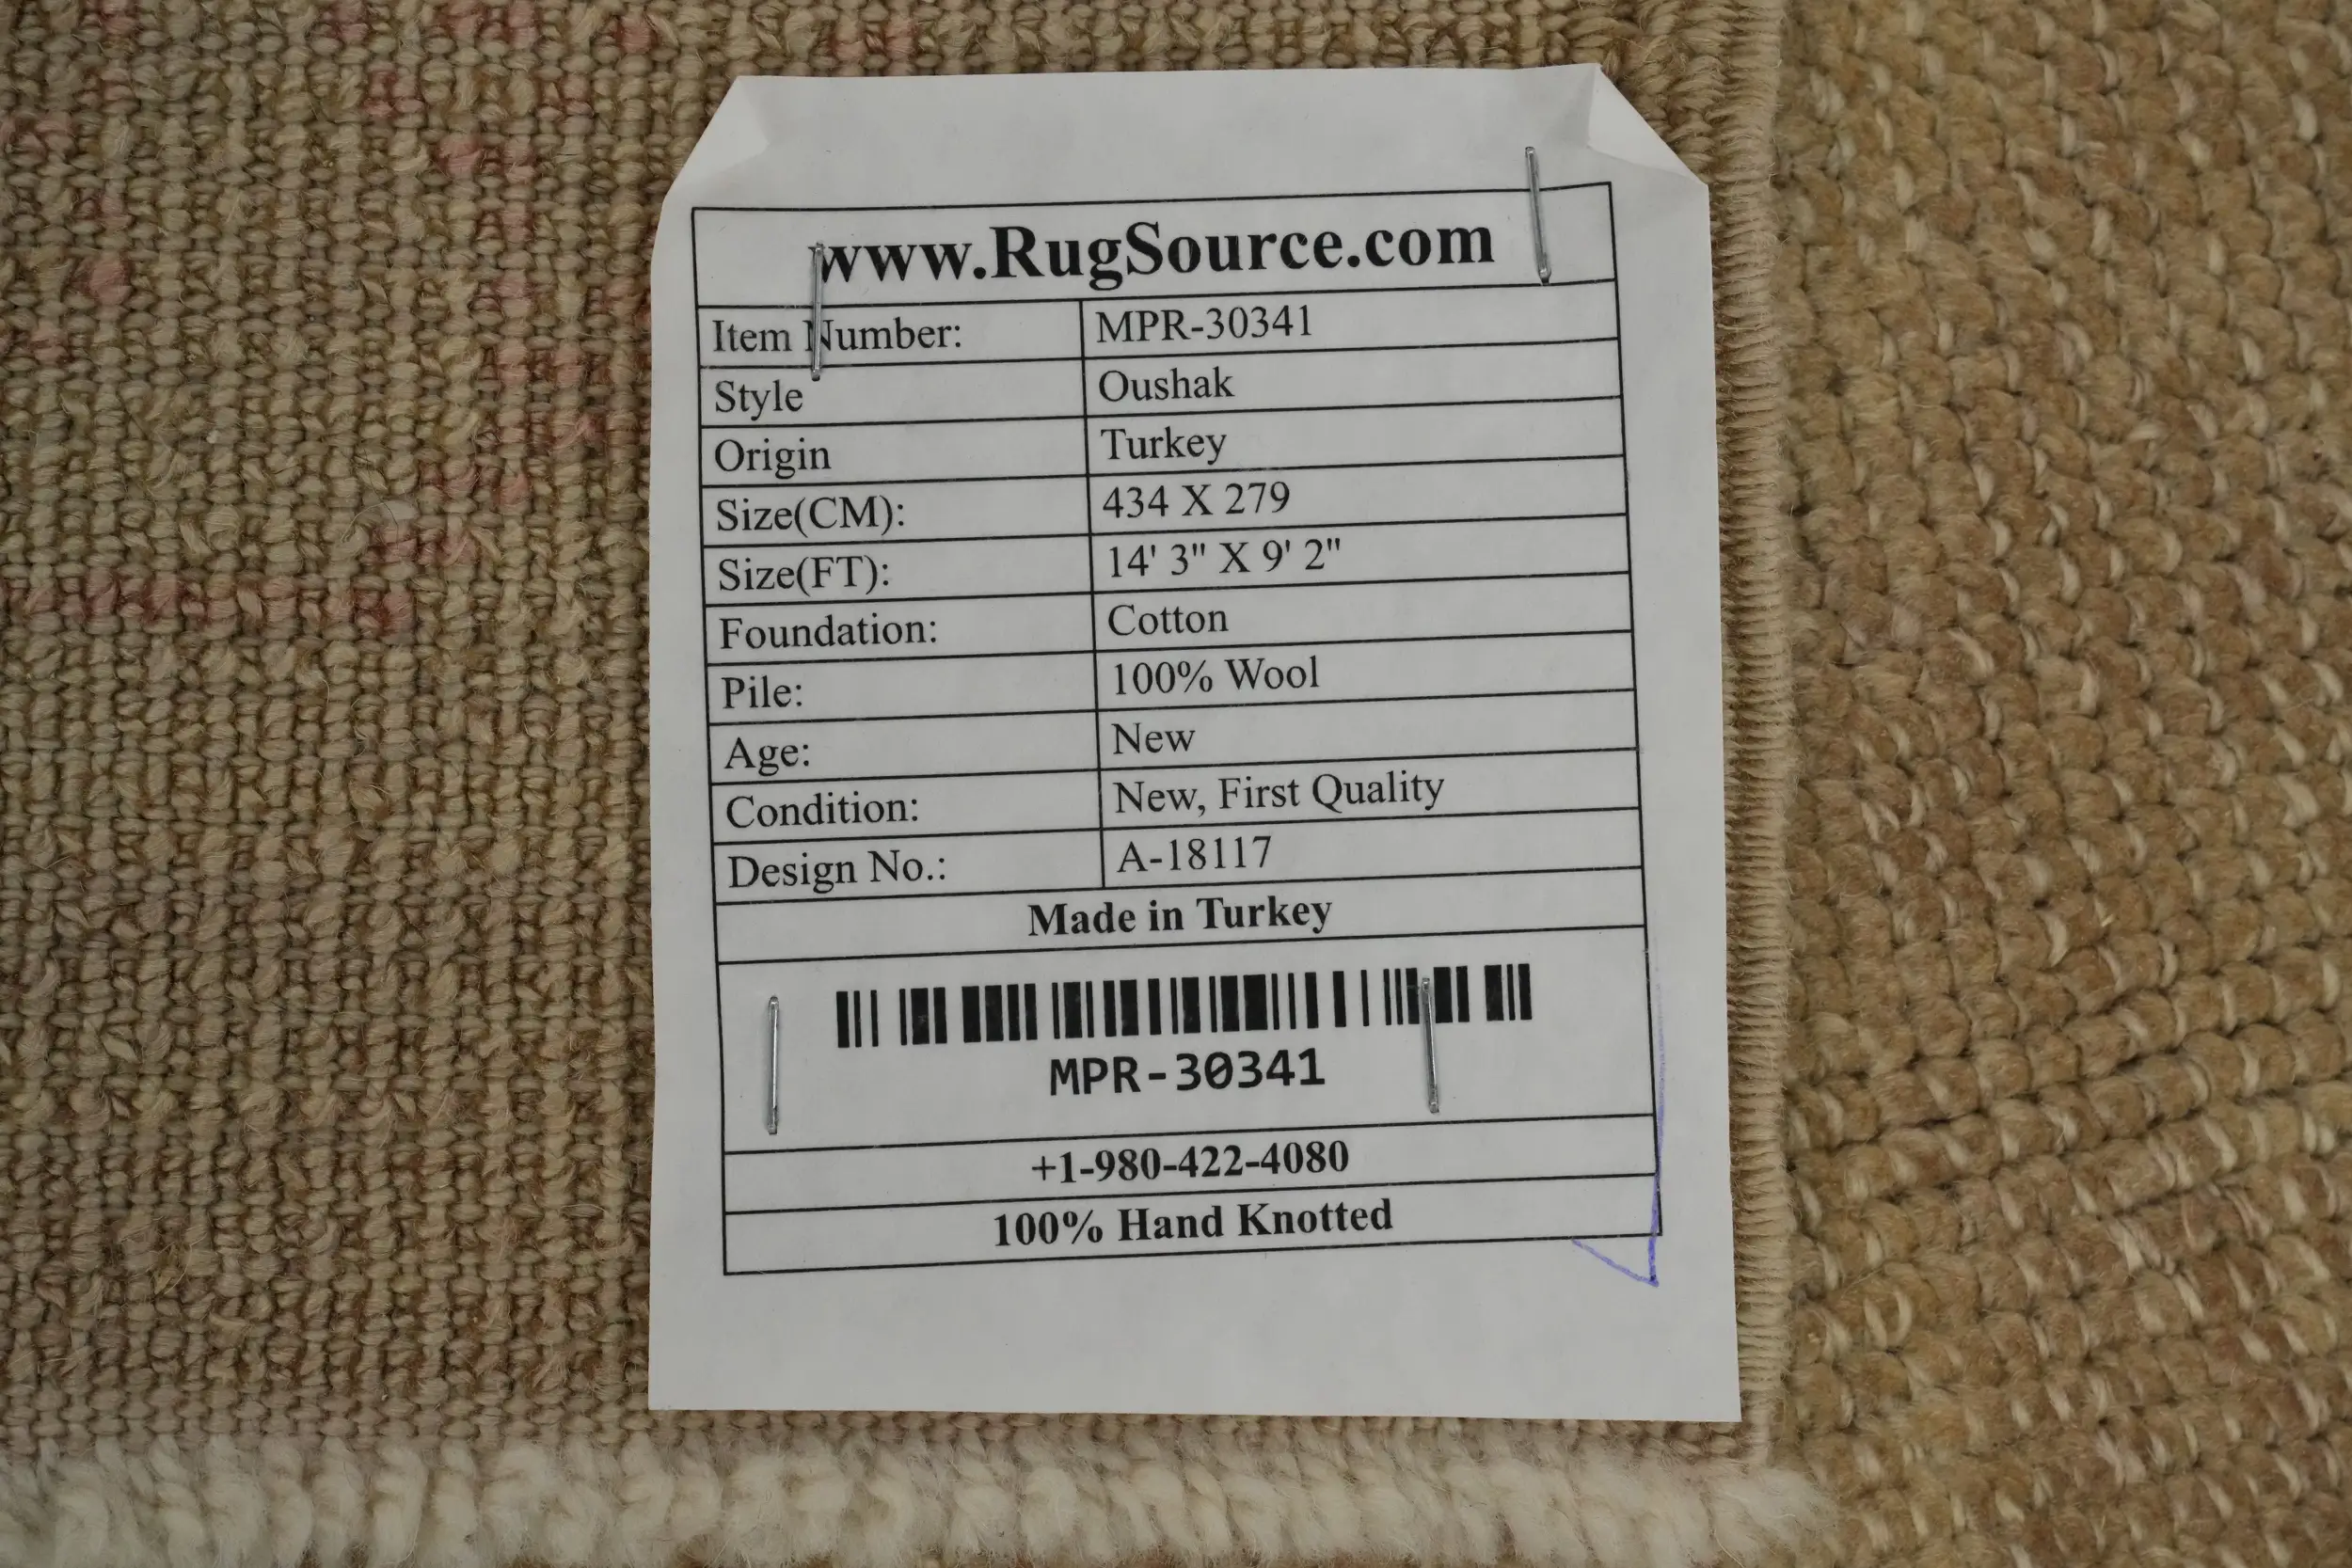 www.RugSource.com
Item Number: MPR-30341
Style Oushak
Origin Turkey
Size(CM): 434 X 279
Size(FT): 14' 3" X 9' 2"
Foundation: Cotton
Pile: 100% Wool
Age: New
Condition: New, First Quality
Design No.: A-18117
Made in Turkey
MPR-30341
+1-980-422-4080
100% Hand Knotted